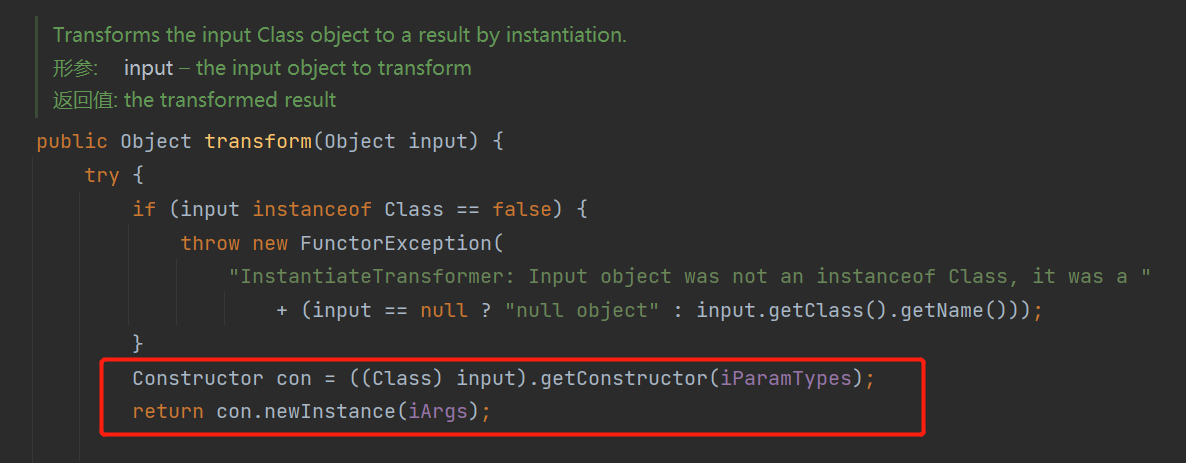 Transforms the input Class object to a result by instantiation.
形参: input – the input object to transform
返回值: the transformed result
public Object transform(Object input) {
try {
if (input instanceof Class == false) {
throw new FunctorException(
"InstantiateTransformer: Input object was not an instanceof Class, it was a "
+ (input == null ? "null object" : input.getClass().getName()));
}
Constructor con = ((Class) input).getConstructor(iParamTypes);
return con.newInstance(iArgs);